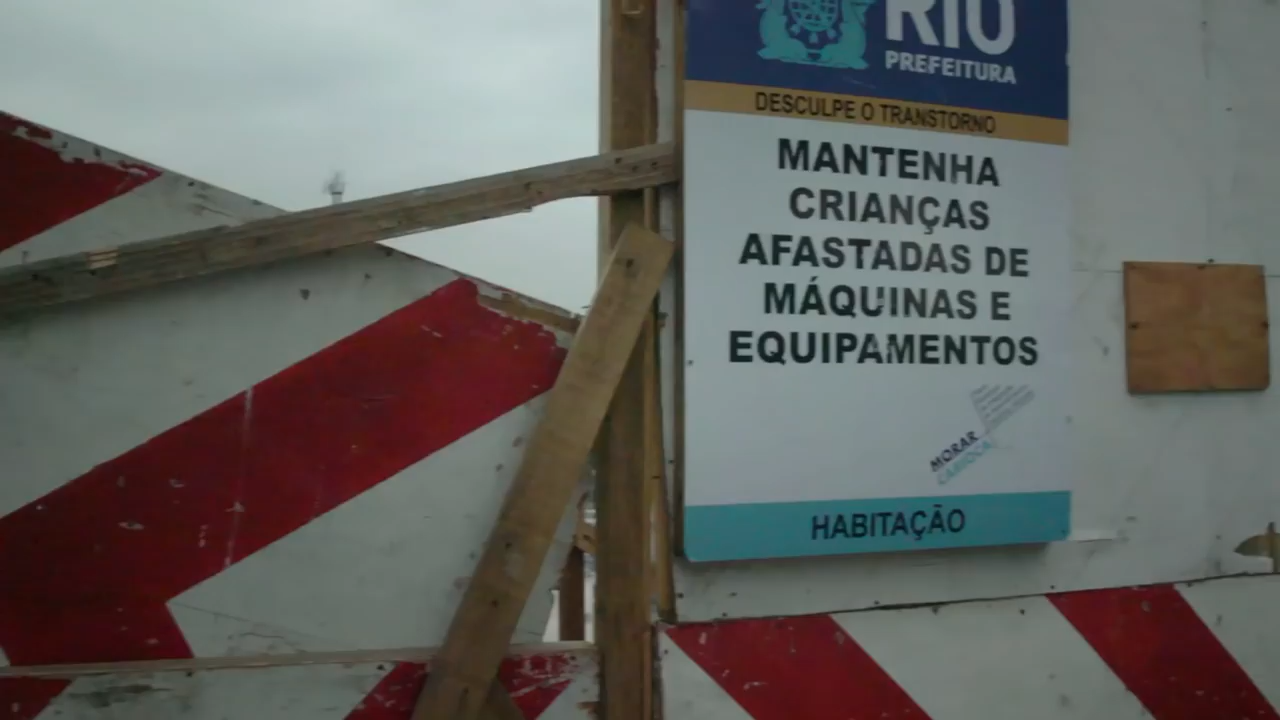 RIO
PREFEITURA
DESCULPE O TRANSTORNO
MANTENHA
CRIANÇAS
AFASTADAS DE
MÁQUINAS E
EQUIPAMENTOS
MORAR
CARIOCA
HABITAÇÃO